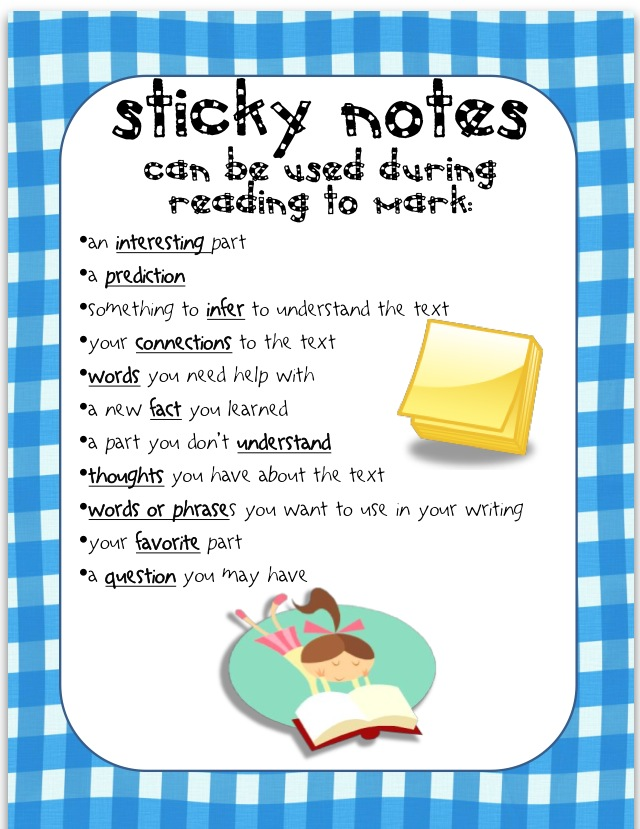 sticky notes
can be used during
reading to mark:
•an interesting part
•a prediction
•something to infer to understand the text
•your connections to the text
•words you need help with
•a new fact you learned
•a part you don't understand
•thoughts you have about the text
•words or phrases you want to use in your writing
•your favorite part
•a question you may have